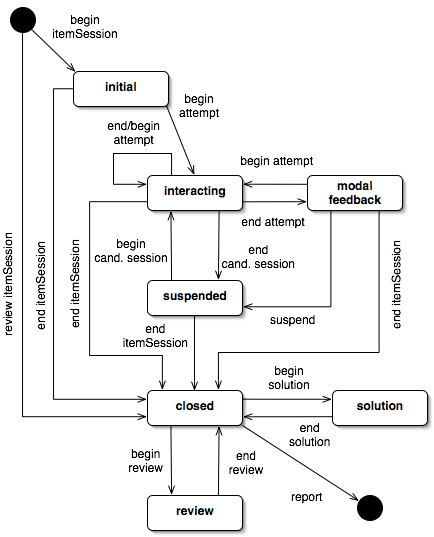 begin
itemSession
initial
begin
attempt
end/begin
attempt
begin attempt
interacting
modal
feedback
end attempt
begin
cand. session
end
cand. session
review itemSession
end itemSession
end itemSession
end itemSession
suspended
suspend
end
itemSession
begin
solution
closed
solution
end
solution
begin
review
end
review
report
review